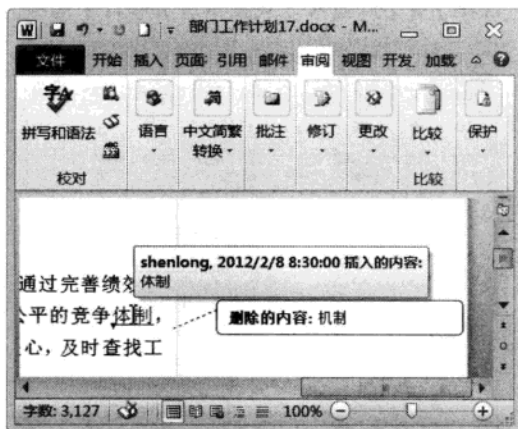 部门工作计划17.docx - M...
文件 开始 插入 页面 引用 邮件 审阅 视图 开发 加载
字
拼写和语法 语言 中文简繁 批注 修订 更改 比较 保护
转换
校对 比较
shenlong, 2012/2/8 8:30:00 插入的内容:
体制
通过完善绩效
公平的竞争体制,
删除的内容: 机制
心,及时查找工
字数: 3,127 100%